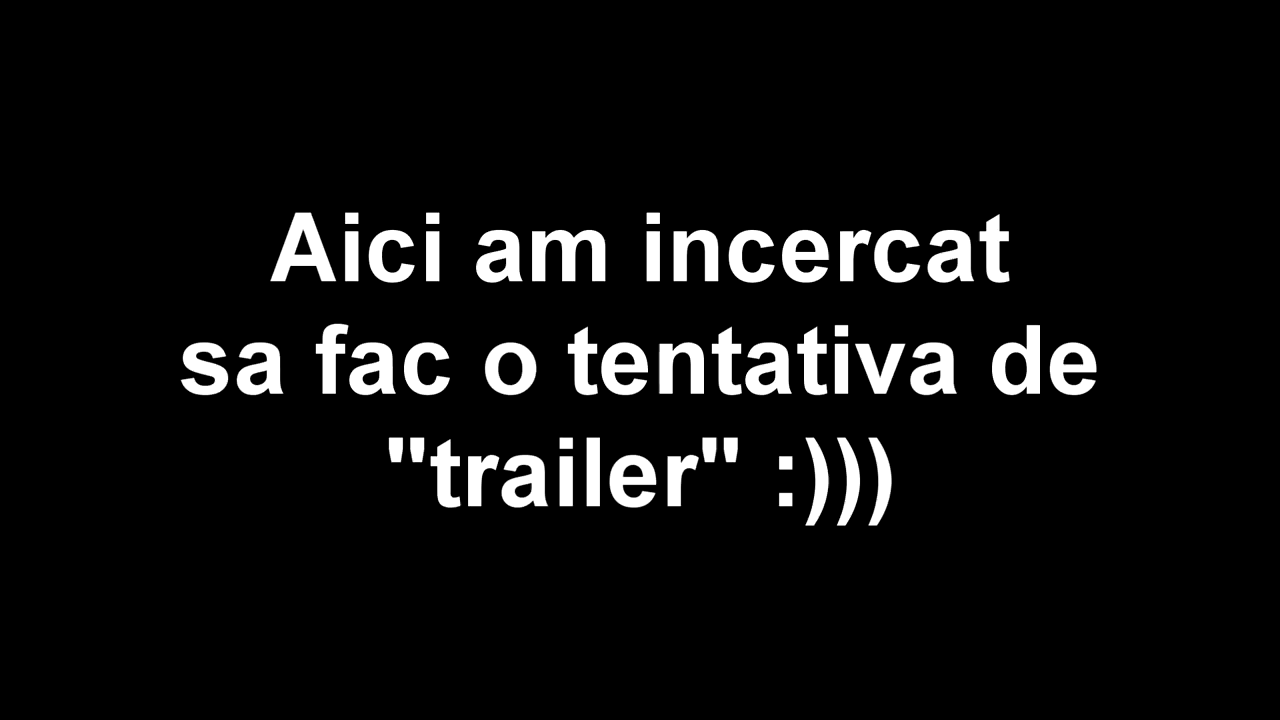 Aici am incercat
sa fac o tentativa de
"trailer" :)))